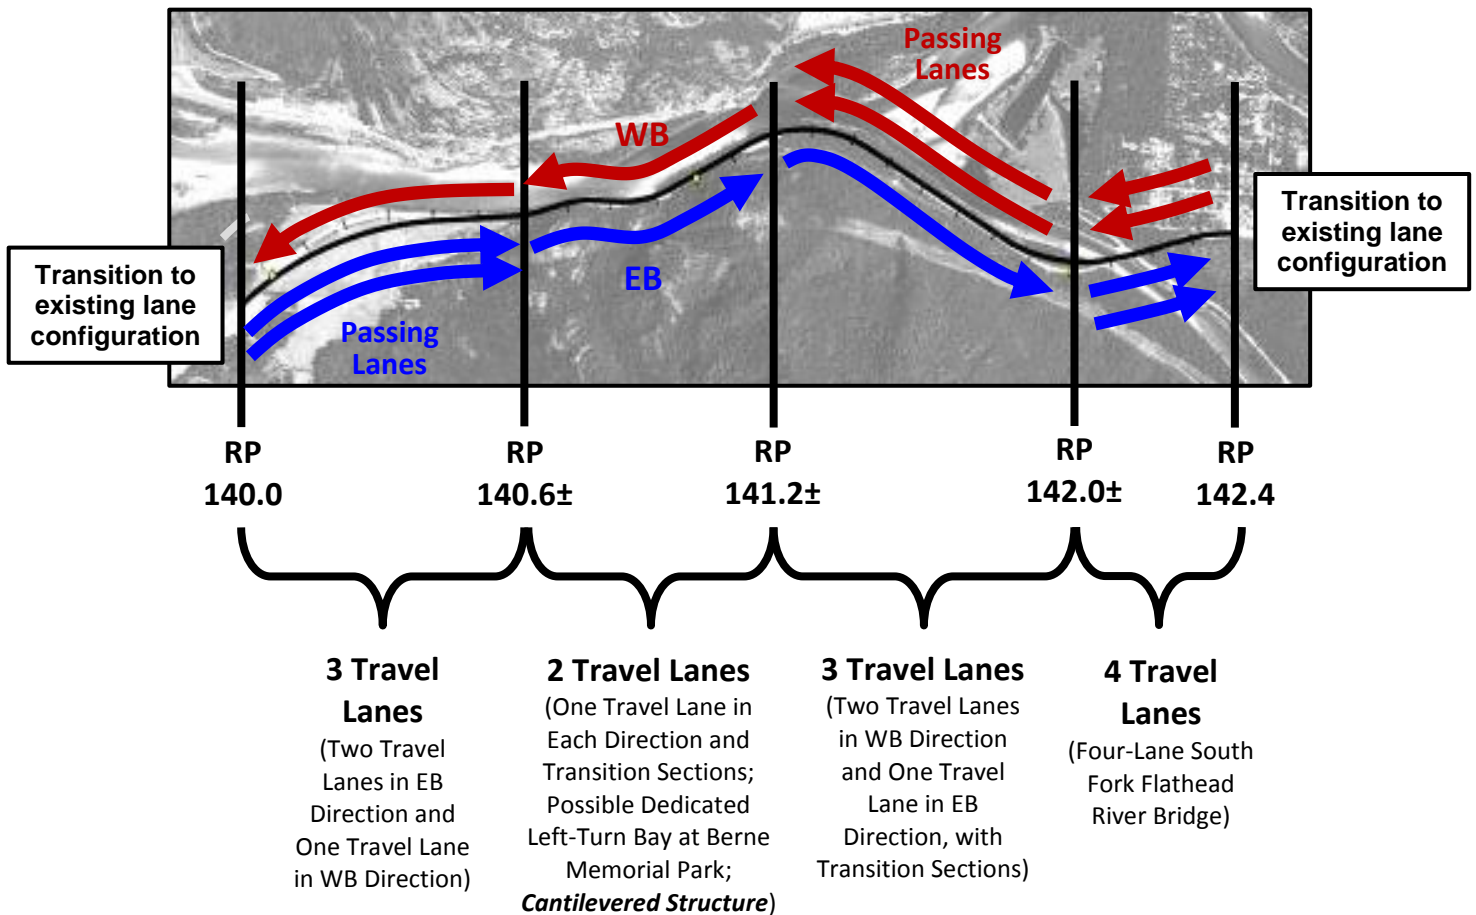 Passing
Lanes
WB
EB
Passing
Lanes
Transition to
existing lane
configuration
Transition to
existing lane
configuration
RP
140.0
RP
140.6±
RP
141.2±
RP
142.0±
RP
142.4
3 Travel
Lanes
(Two Travel
Lanes in EB
Direction and
One Travel Lane
in WB Direction)
2 Travel Lanes
(One Travel Lane in
Each Direction and
Transition Sections;
Possible Dedicated
Left-Turn Bay at Berne
Memorial Park;
Cantilevered Structure)
3 Travel Lanes
(Two Travel Lanes
in WB Direction
and One Travel
Lane in EB
Direction, with
Transition Sections)
4 Travel
Lanes
(Four-Lane South
Fork Flathead
River Bridge)